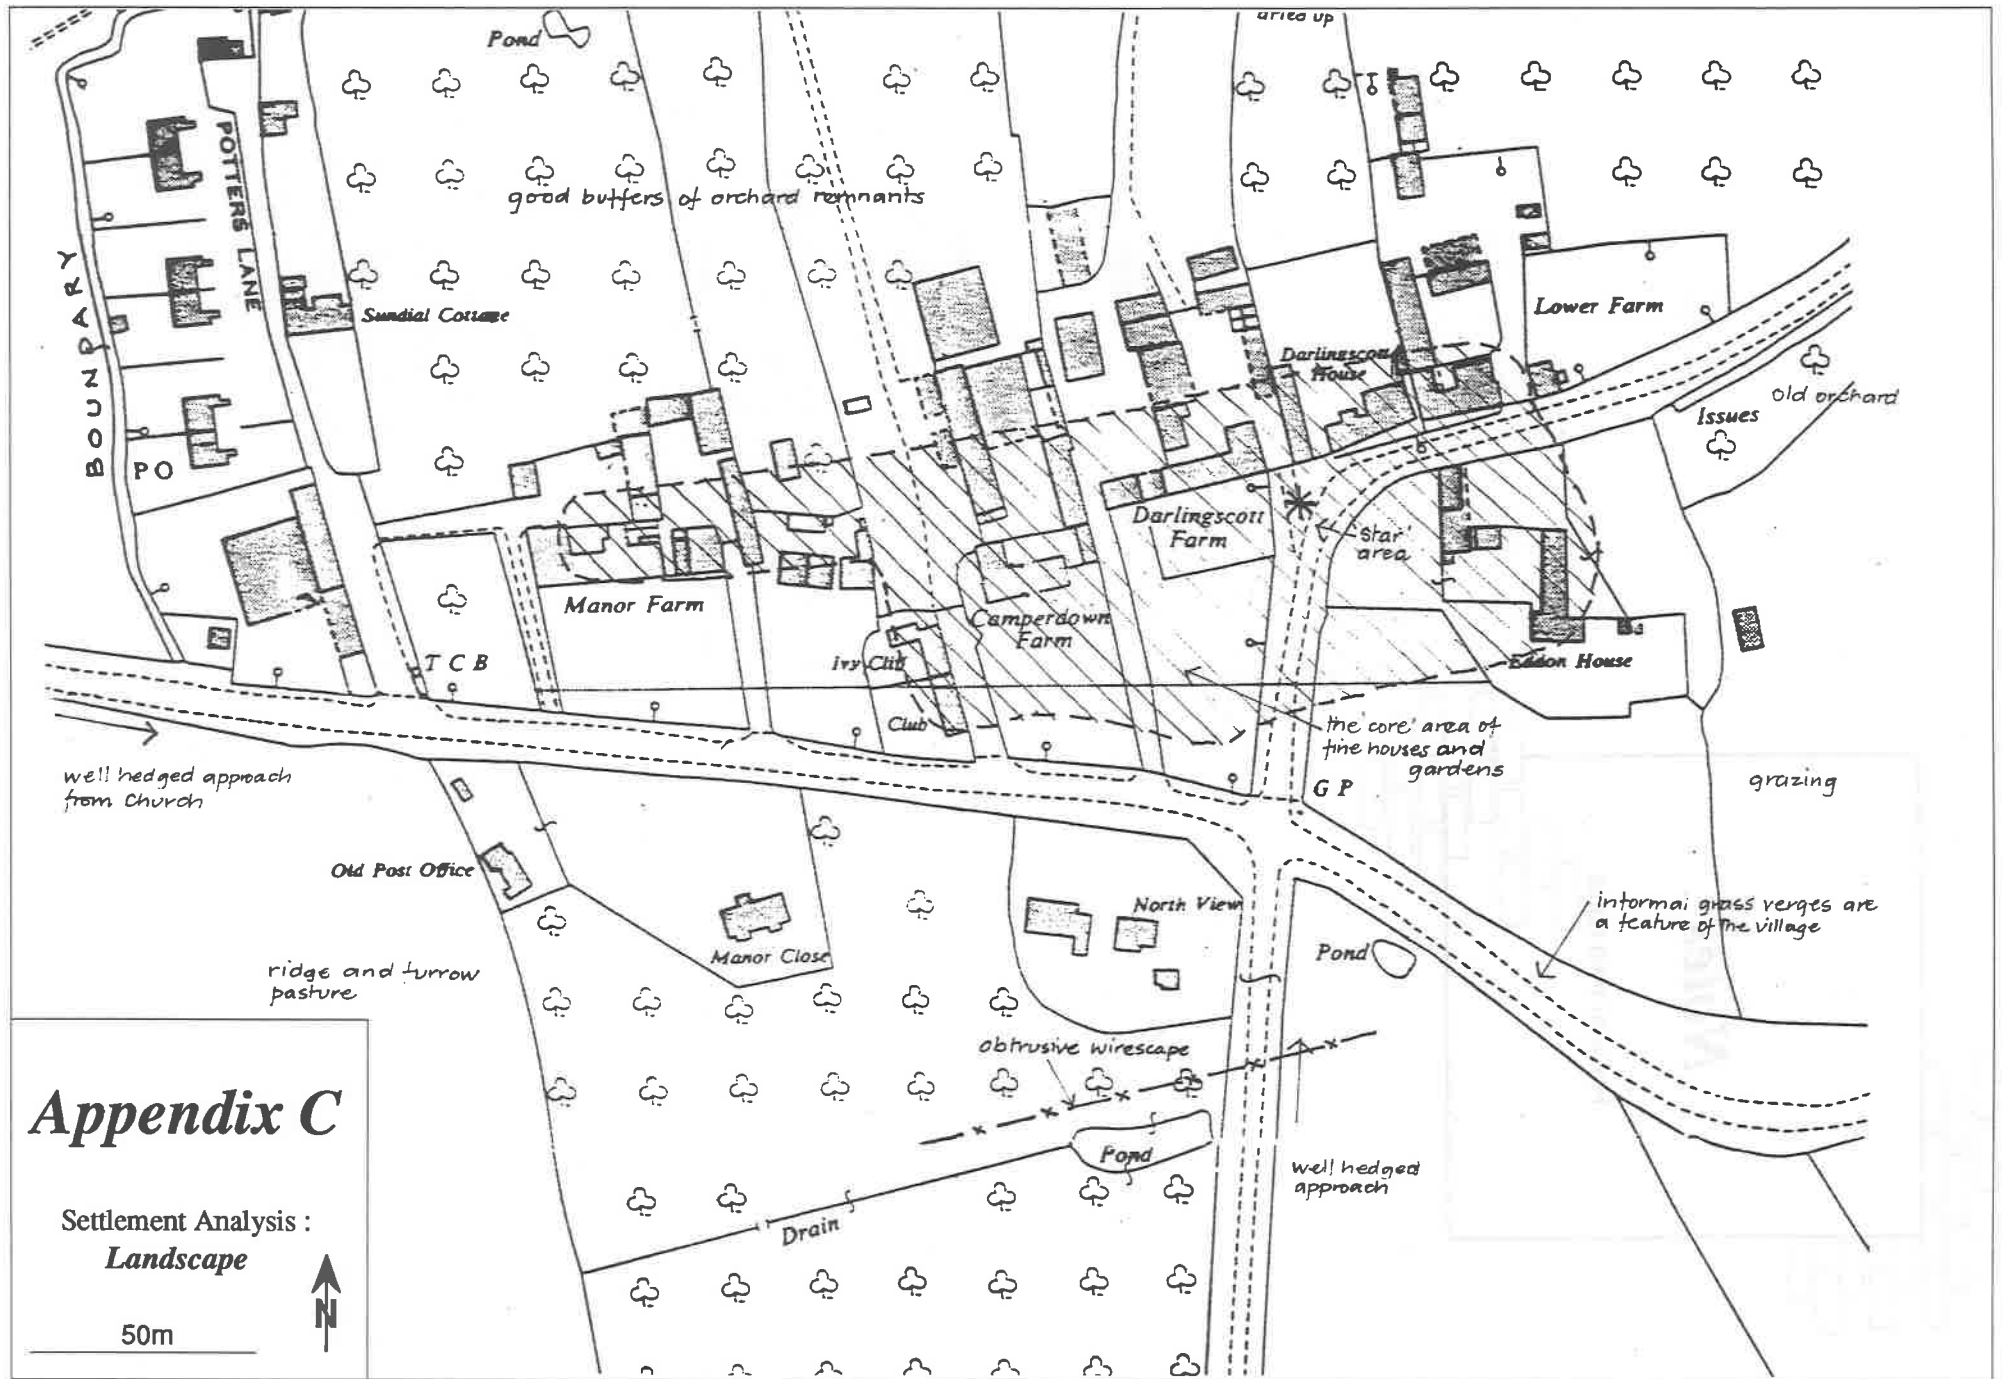 dried up
Pond
POTTERS LANE
good buffers of orchard remnants
BOUNDARY
Sundial Cottage
Lower Farm
Darlingscott
House
old orchard
Issues
PO
Darlingscott
Farm
'star'
area
Manor Farm
Camperdown
Farm
T C B
Ivy Clift
Eadon House
Club
the 'core' area of
fine houses and
gardens
well hedged approach
from church
G P
grazing
Old Post Office
North View
informal grass verges are
a feature of the village
Manor Close
Pond
ridge and furrow
pasture
obtrusive wirescape
Appendix C
Pond
well hedged
approach
Settlement Analysis :
Landscape
Drain
N
50m